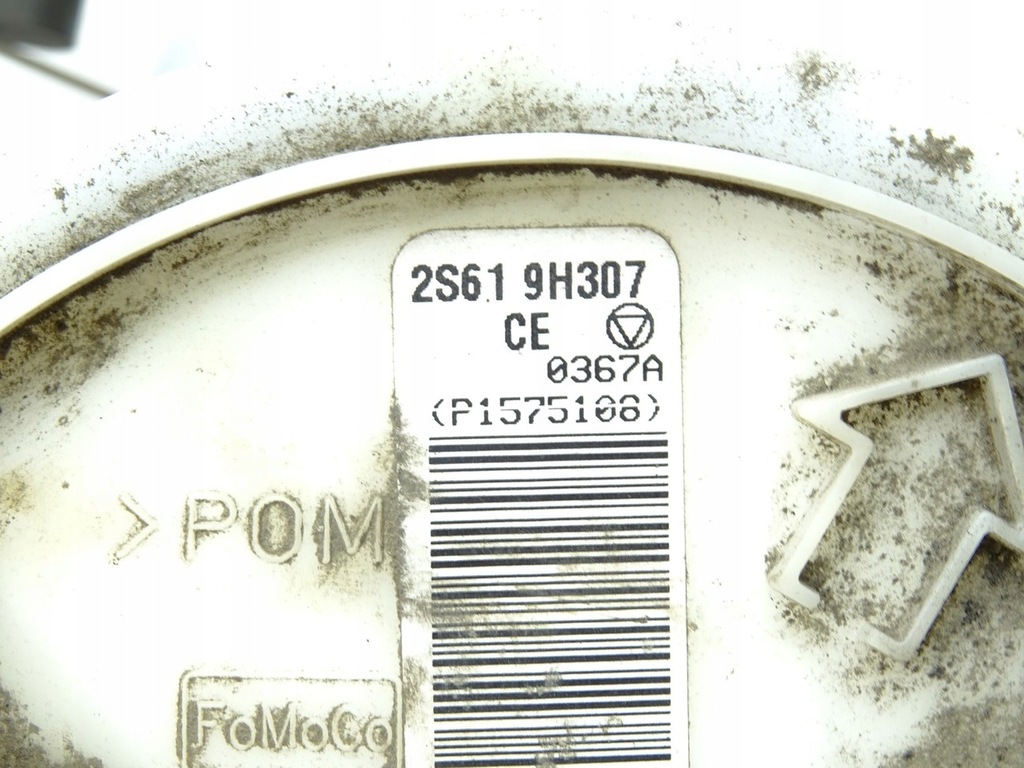 2S61 9H307
CE
0367A
(P1575108)
>POM
FoMoCo